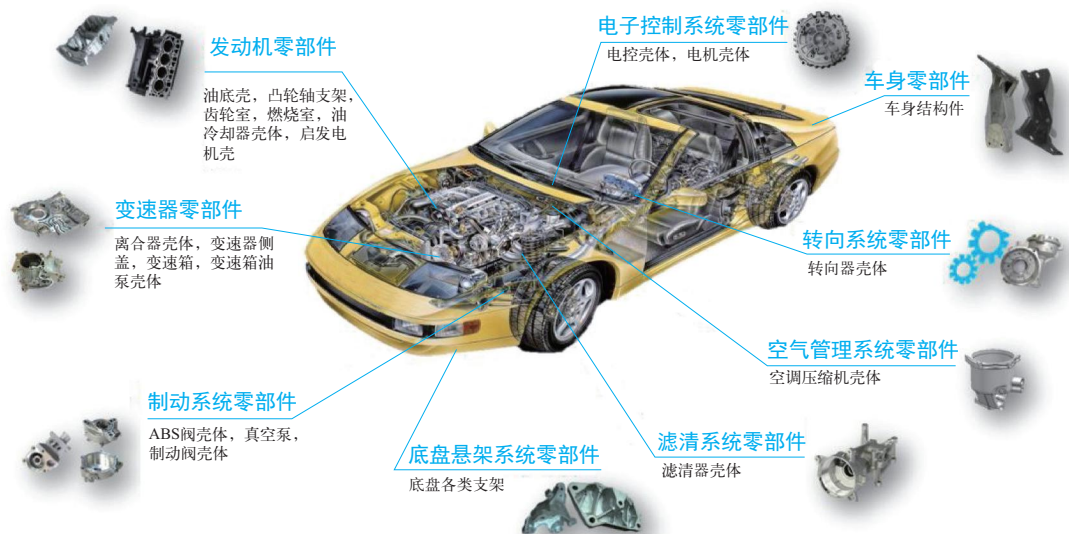 发动机零部件
油底壳，凸轮轴支架，
齿轮室，燃烧室，油
冷却器壳体，启发电
机壳
电子控制系统零部件
电控壳体，电机壳体
车身零部件
车身结构件
变速器零部件
离合器壳体，变速器侧
盖，变速箱，变速箱油
泵壳体
转向系统零部件
转向器壳体
空气管理系统零部件
空调压缩机壳体
制动系统零部件
ABS阀壳体，真空泵，
制动阀壳体
底盘悬架系统零部件
底盘各类支架
滤清系统零部件
滤清器壳体